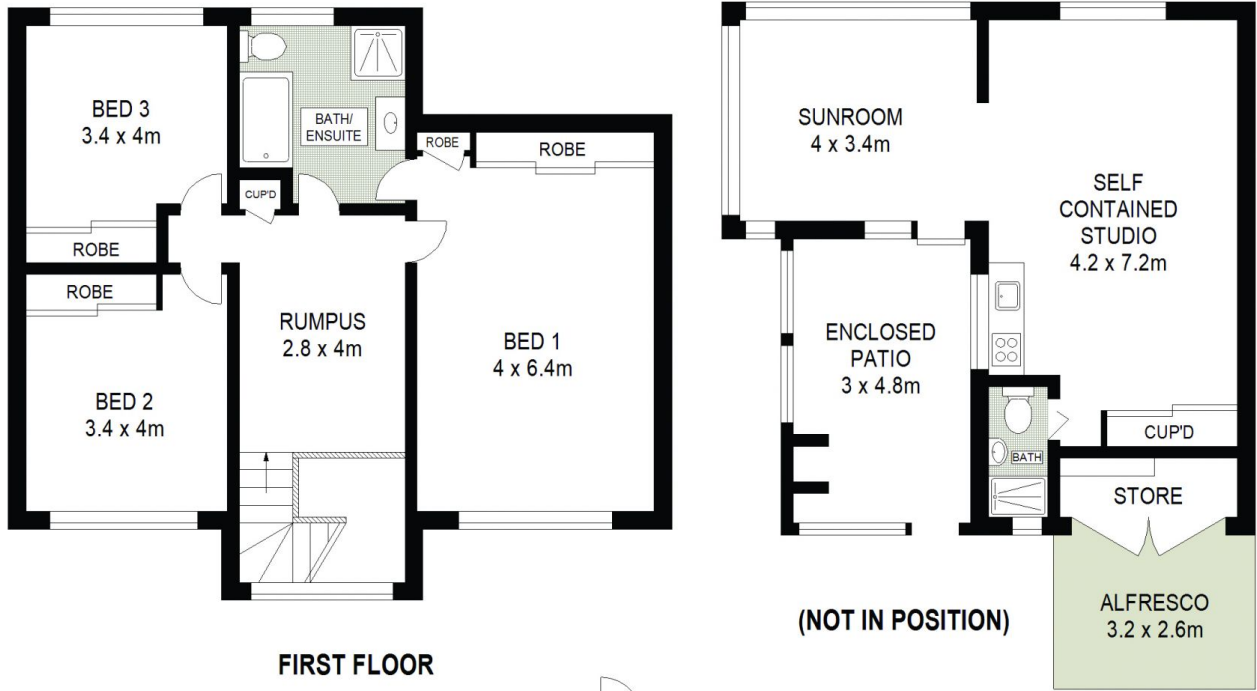 BED 3
3.4 x 4m
BATH/
ENSUITE
ROBE
ROBE
CUP'D
ROBE
ROBE
RUMPUS
2.8 x 4m
BED 1
4 x 6.4m
BED 2
3.4 x 4m
FIRST FLOOR
SUNROOM
4 x 3.4m
SELF
CONTAINED
STUDIO
4.2 x 7.2m
ENCLOSED
PATIO
3 x 4.8m
CUP'D
BATH
STORE
ALFRESCO
3.2 x 2.6m
(NOT IN POSITION)